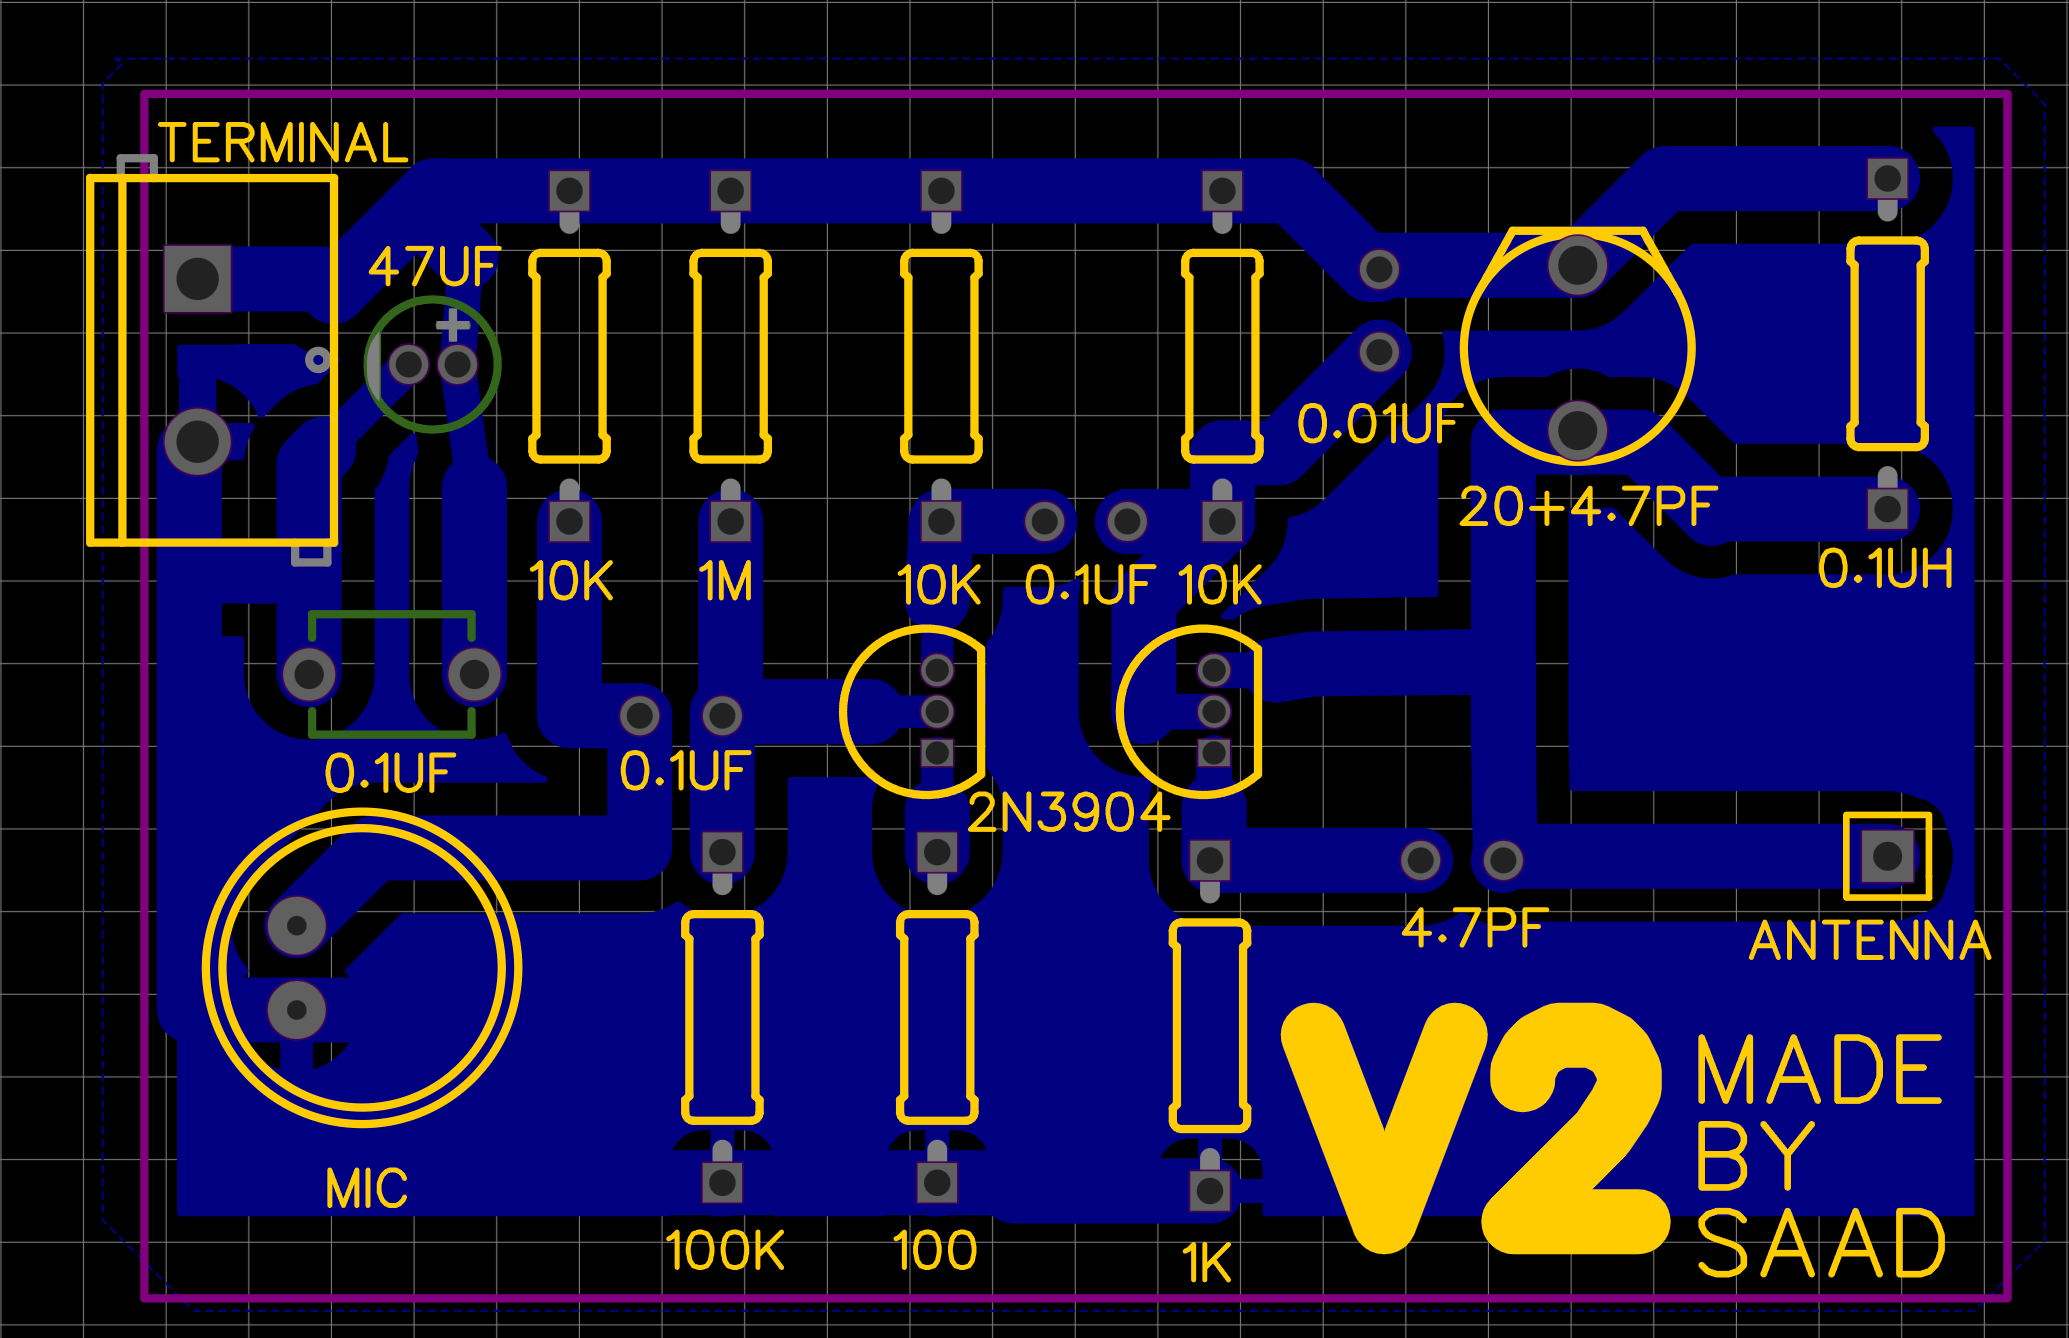 TERMINAL
47UF
0.01UF
20+4.7PF
10K
1M
10K
0.1UF
10K
0.1UH
0.1UF
0.1UF
2N3904
4.7PF
ANTENNA
MIC
100K
100
1K
V2
MADE
BY
SAAD